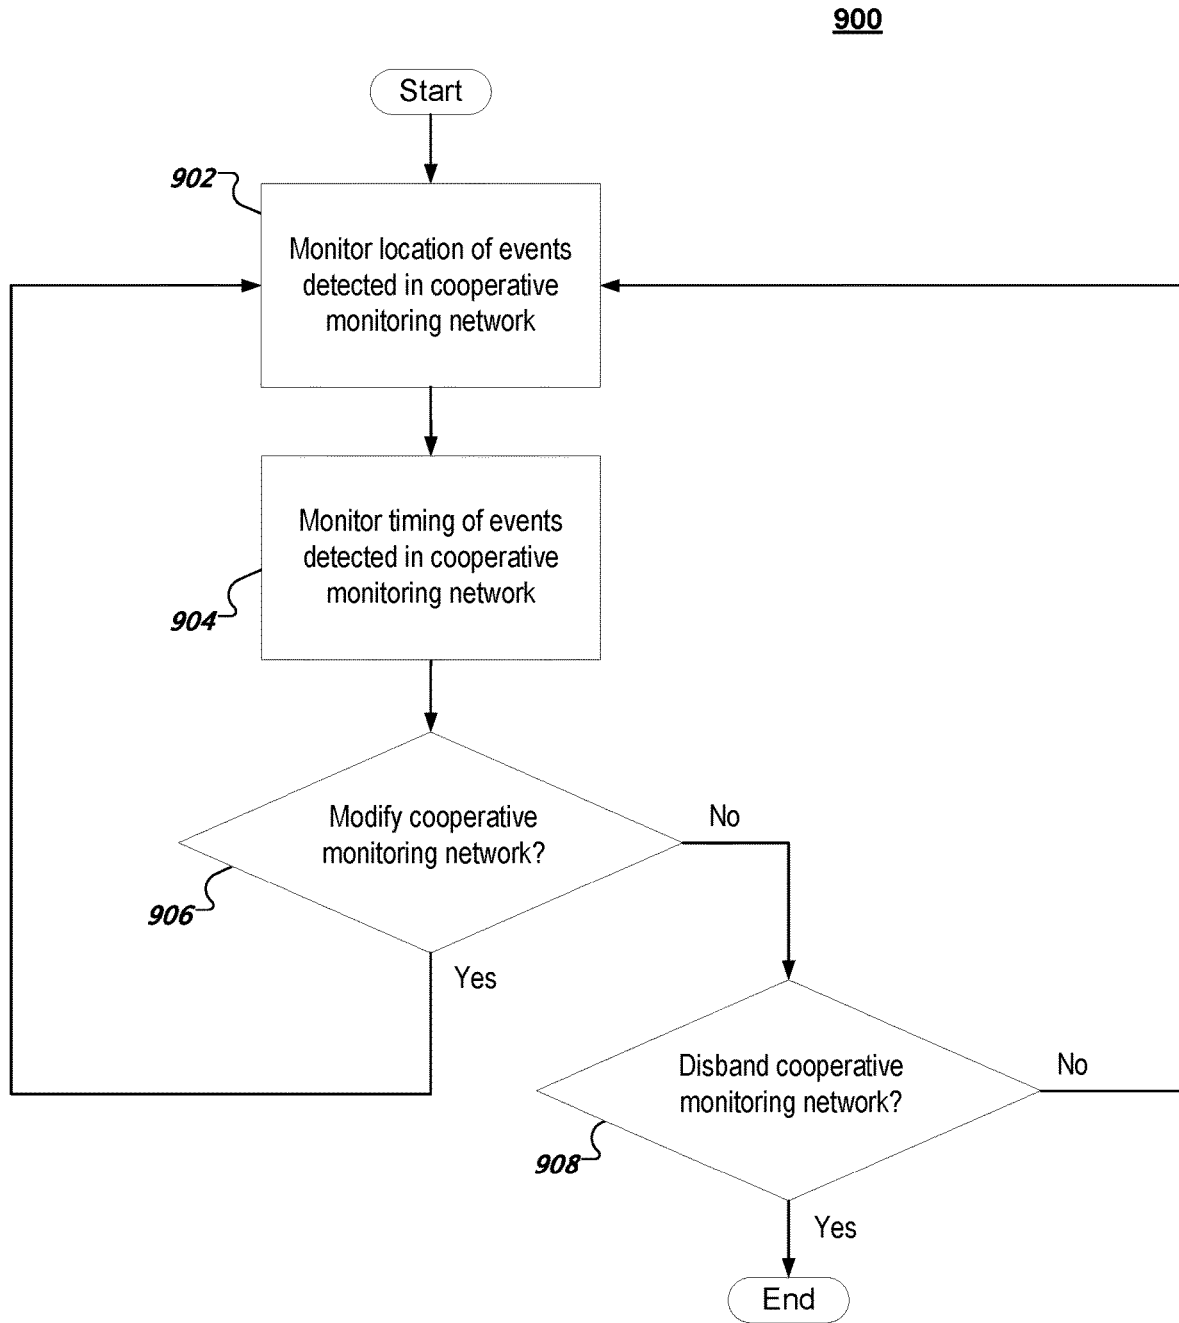 900
Start
902
Monitor location of events
detected in cooperative
monitoring network
Monitor timing of events
detected in cooperative
monitoring network
904
Modify cooperative
monitoring network?
No
906
Yes
Disband cooperative
monitoring network?
No
908
Yes
End